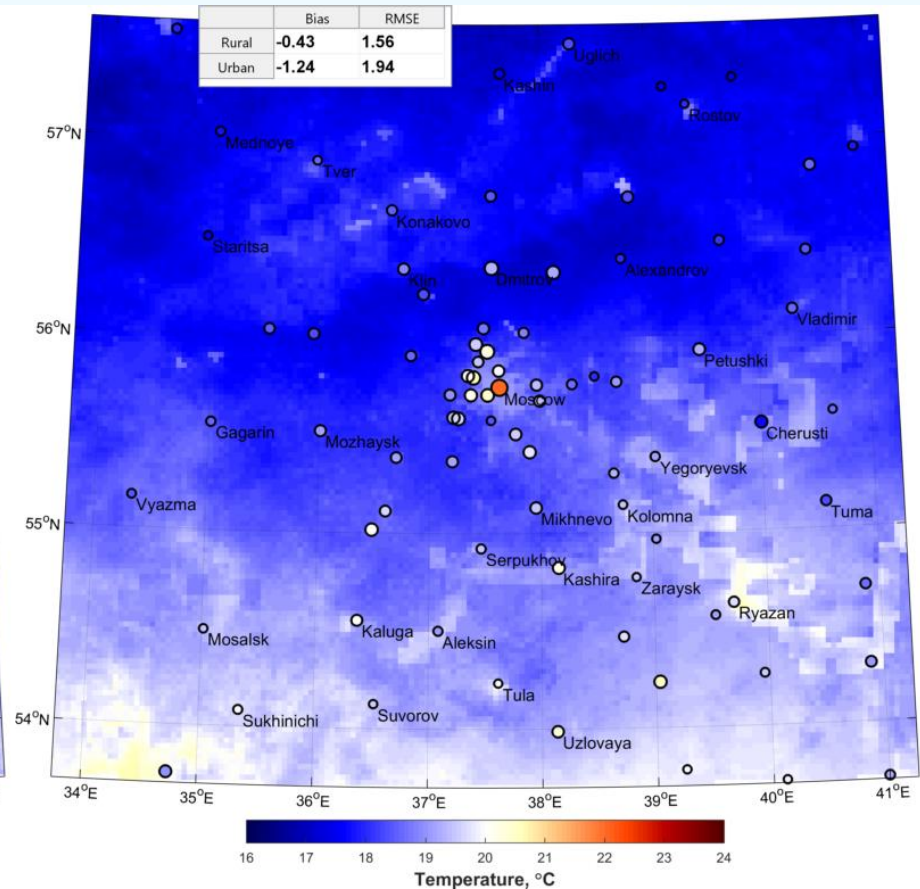 Bias RMSE
Rural -0.43 1.56
Urban -1.24 1.94
Uglich
Kashin
Rostov
57°N
Mednoye
Tver
Konakovo
Staritsa
Klin
Dmitrov
Alexandrov
56°N
Vladimir
Petushki
Moscow
Gagarin
Mozhaysk
Cherusti
Yegoryevsk
Vyazma
55°N
Mikhnevo
Kolomna
Tuma
Serpukhov
Kashira
Zaraysk
Ryazan
Mosalsk
Kaluga
Aleksin
Tula
54°N
Sukhinichi
Suvorov
Uzlovaya
34°E 35°E 36°E 37°E 38°E 39°E 40°E 41°E
16 17 18 19 20 21 22 23 24
Temperature, °C